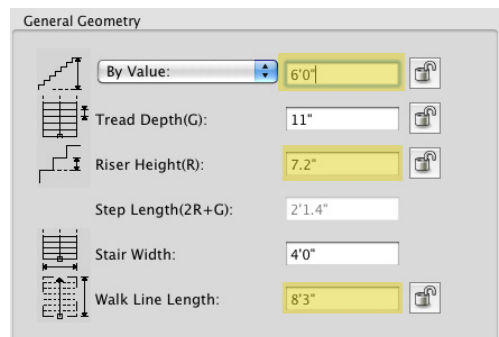 General Geometry
By Value: 6'0"
Tread Depth(G): 11"
Riser Height(R): 7.2"
Step Length(2R+G): 2'1.4"
Stair Width: 4'0"
Walk Line Length: 8'3"